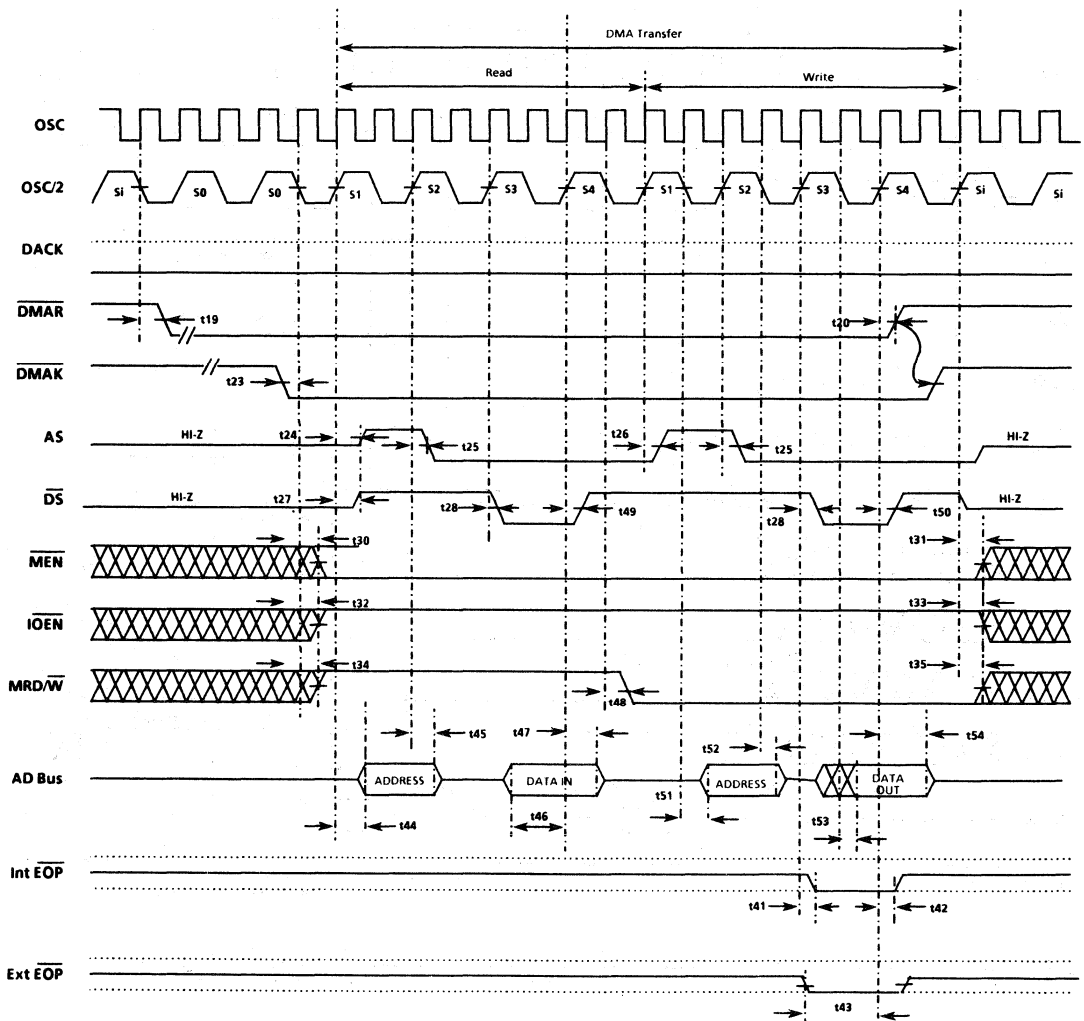 DMA Transfer
Read Write
OSC
OSC/2 Si S0 S0 S1 S2 S3 S4 S1 S2 S3 S4 Si Si
DACK
DMAR t19 t20
DMAK t23
AS HI-Z t24 t25 t26 t25 HI-Z
DS HI-Z t27 t28 t49 t28 t50 HI-Z
MEN t30 t31
IOEN t32 t33
MRD/W t34 t48 t35
t45 t47 t52 t54
AD Bus ADDRESS DATA IN ADDRESS DATA OUT
t44 t46 t51 t53
Int EOP
t41 t42
Ext EOP
t43